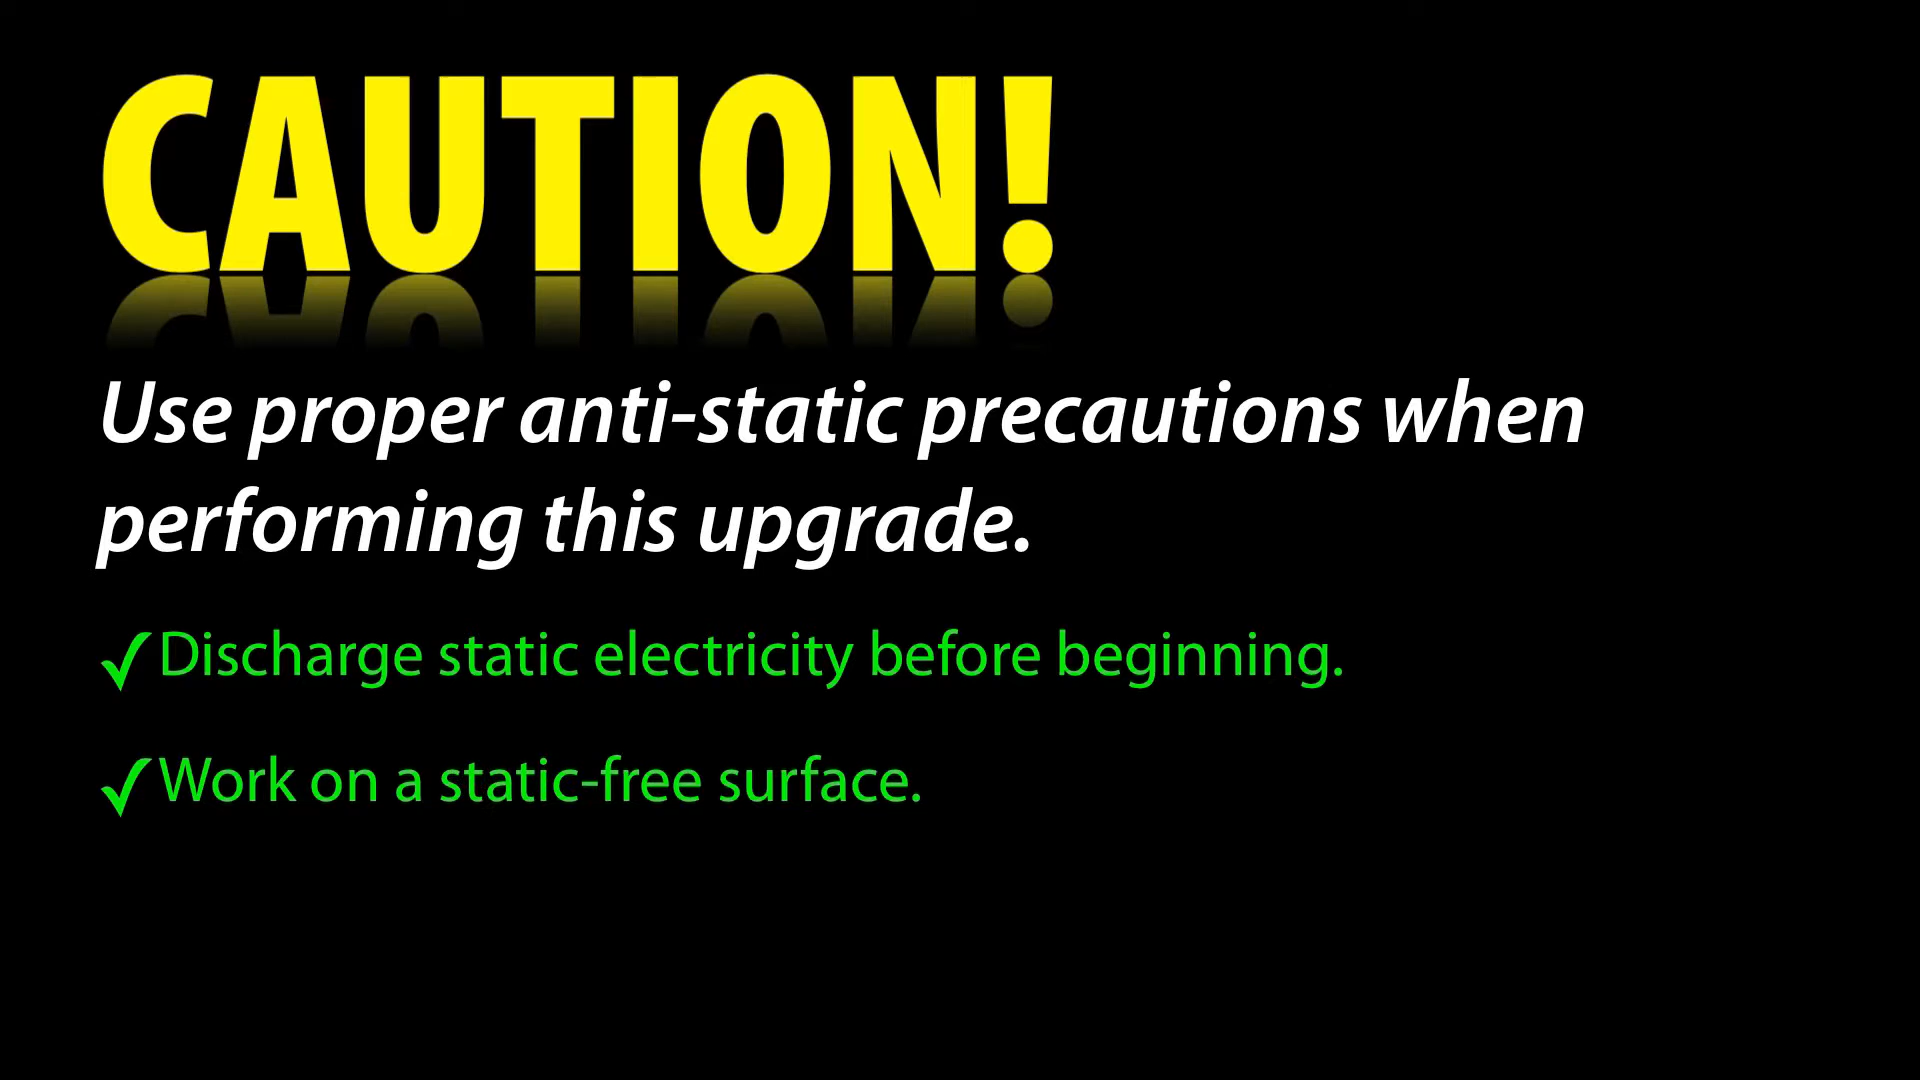 CAUTION!
Use proper anti-static precautions when
performing this upgrade.
✓Discharge static electricity before beginning.
✓Work on a static-free surface.